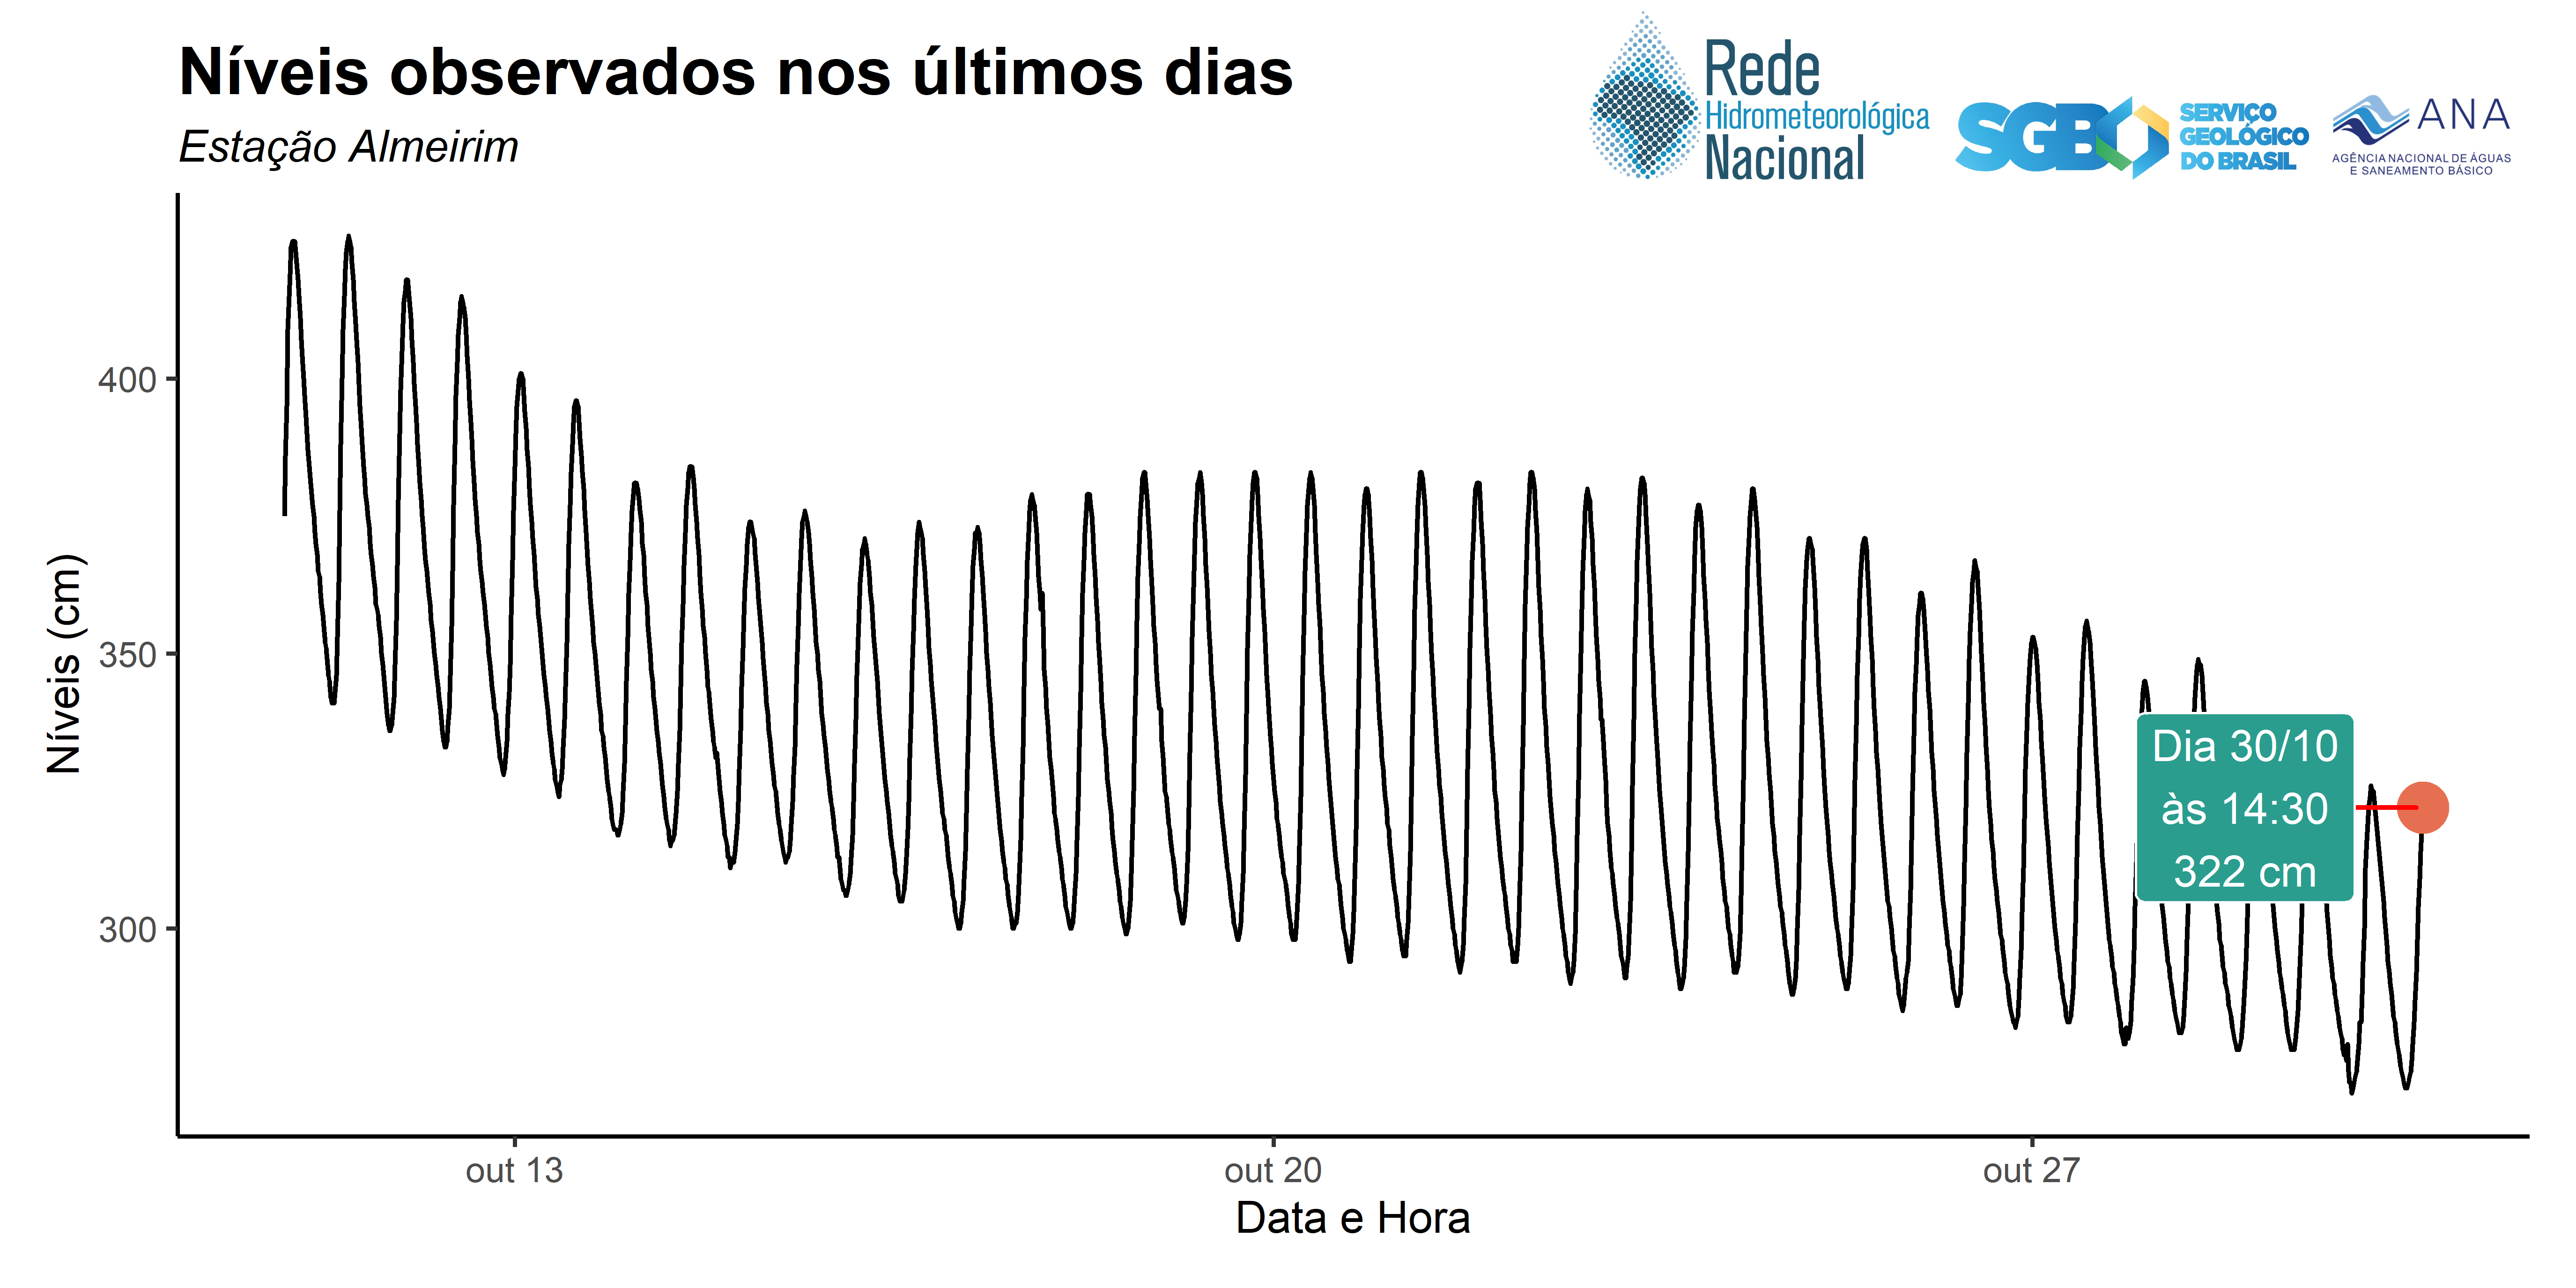 Níveis observados nos últimos dias
Estação Almeirim
Rede
Hidrometeorológica
Nacional
SGB
SERVIÇO
GEOLÓGICO
DO BRASIL
ANA
AGÊNCIA NACIONAL DE ÁGUAS
E SANEAMENTO BÁSICO
Níveis (cm)
400
350
300
Dia 30/10
às 14:30
322 cm
out 13
out 20
out 27
Data e Hora